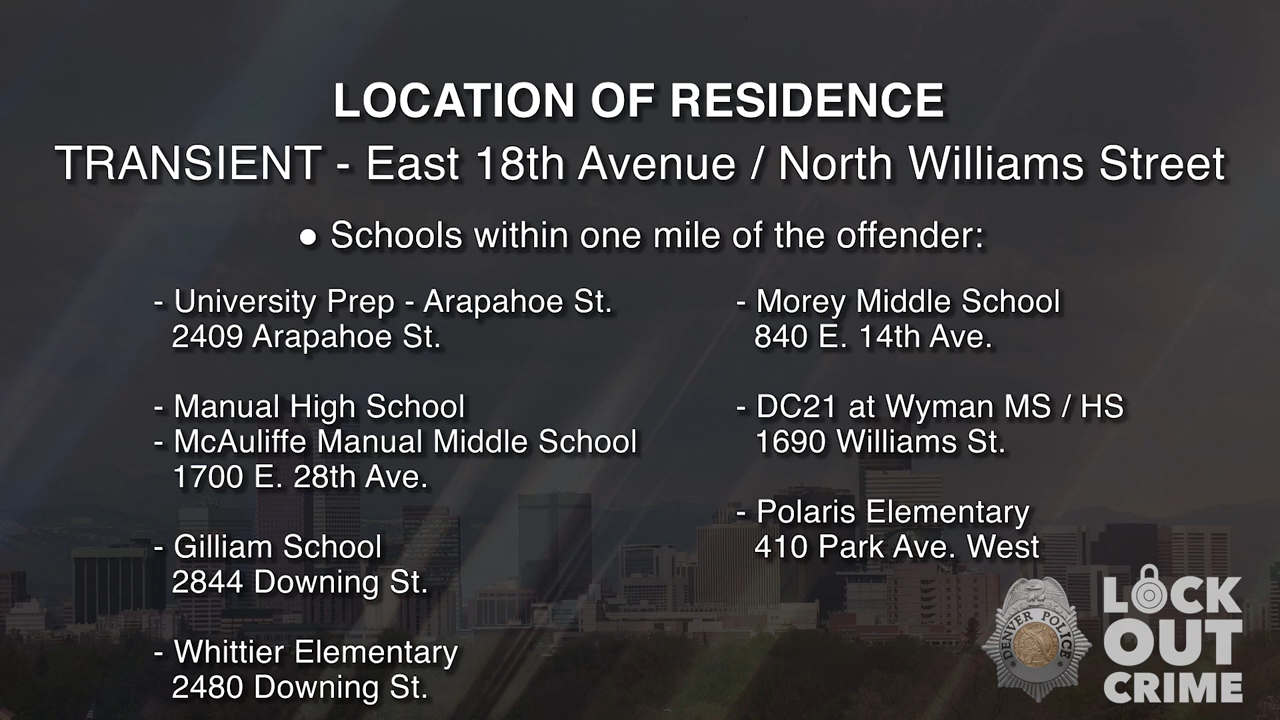 LOCATION OF RESIDENCE
TRANSIENT - East 18th Avenue / North Williams Street
● Schools within one mile of the offender:
- University Prep - Arapahoe St.
2409 Arapahoe St.
- Manual High School
- McAuliffe Manual Middle School
1700 E. 28th Ave.
- Gilliam School
2844 Downing St.
- Whittier Elementary
2480 Downing St.
- Morey Middle School
840 E. 14th Ave.
- DC21 at Wyman MS / HS
1690 Williams St.
- Polaris Elementary
410 Park Ave. West
DENVER POLICE
LOCK
OUT
CRIME